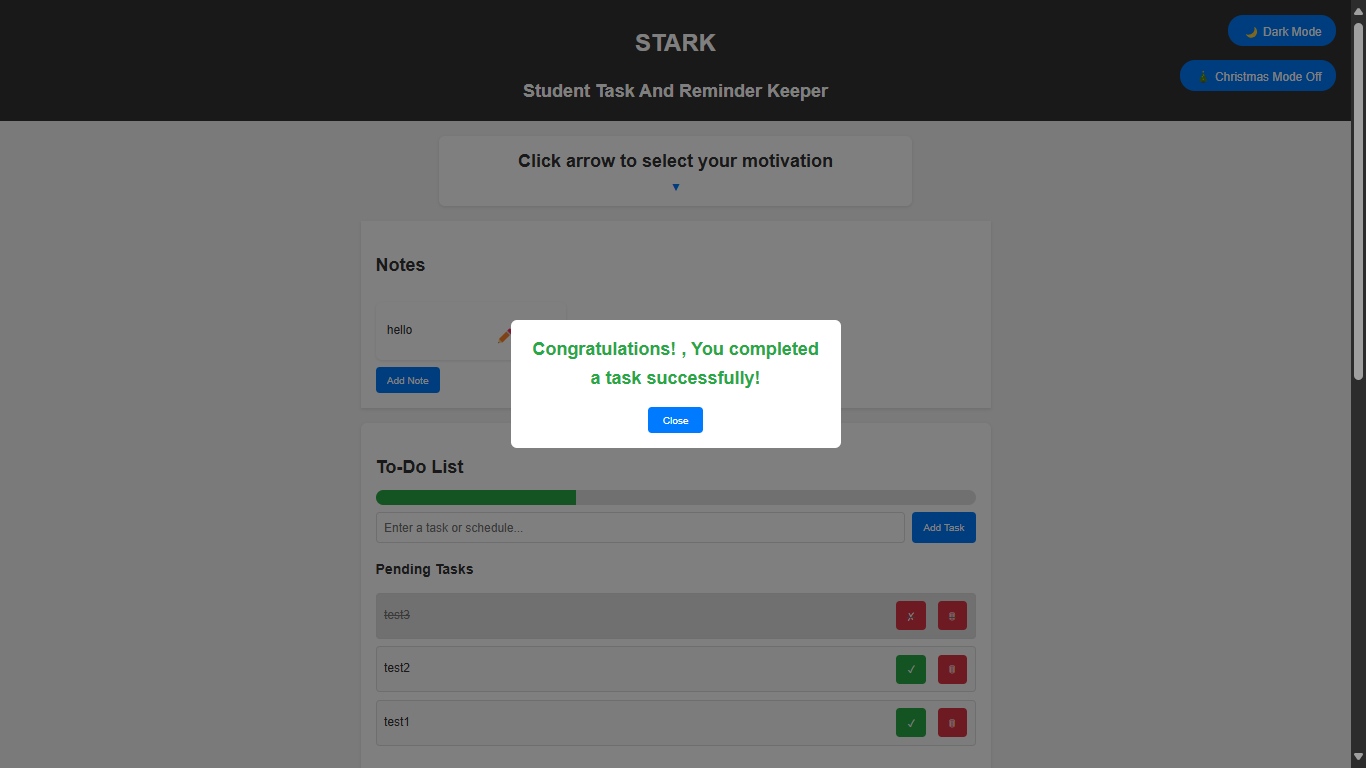 STARK
🌙 Dark Mode
🎄 Christmas Mode Off
Student Task And Reminder Keeper
Click arrow to select your motivation
▼
Notes
hello
Add Note
Congratulations! , You completed
a task successfully!
Close
To-Do List
Enter a task or schedule...
Add Task
Pending Tasks
test3
test2
test1